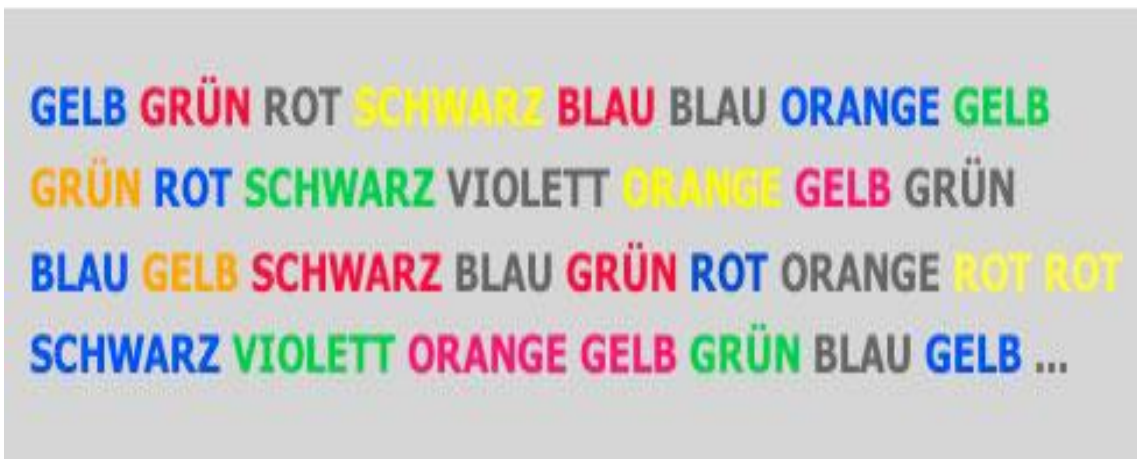 GELB GRÜN ROT SCHWARZ BLAU BLAU ORANGE GELB
GRÜN ROT SCHWARZ VIOLETT ORANGE GELB GRÜN
BLAU GELB SCHWARZ BLAU GRÜN ROT ORANGE ROT ROT
SCHWARZ VIOLETT ORANGE GELB GRÜN BLAU GELB ...